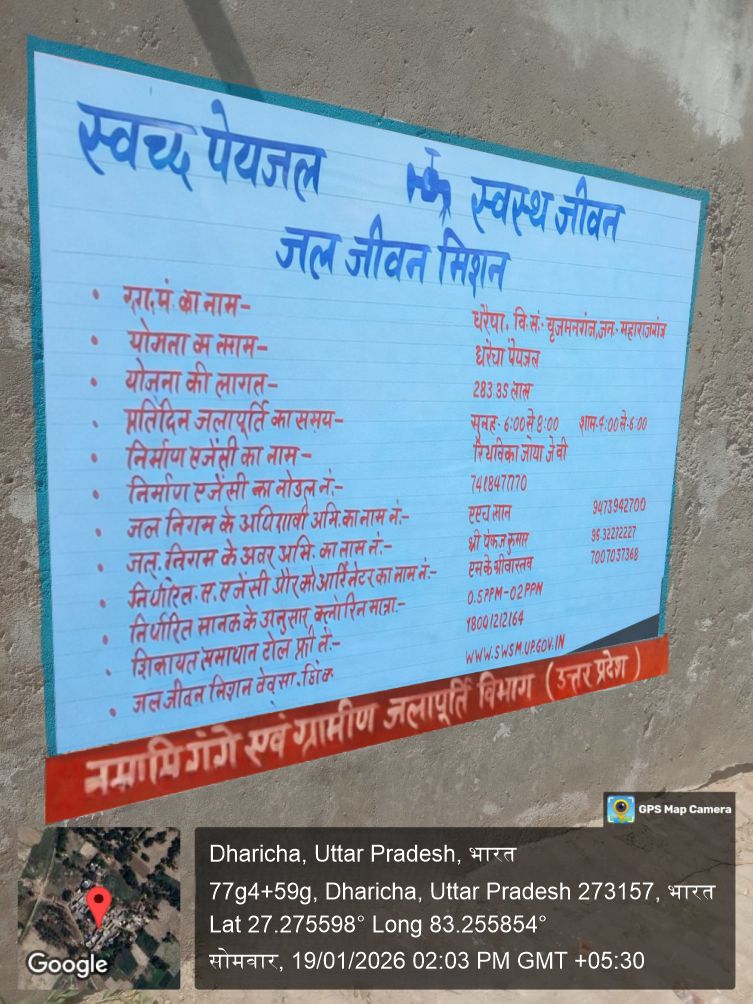 स्वच्छ पेयजल स्वस्थ जीवन
जल जीवन मिशन
• ग्रा.पं का नाम- धरैचा. वि.सं.- वृजमनगंज, जन.- महाराजगंज
• योजना का नाम- धरैचा पेयजल
• योजना की लागत- 283.35 लाख
• प्रतिदिन जलापूर्ति का समय- सुबह- 6:00 से 8:00 शाम- 4:00 से 6:00
• निर्माण एजेंसी का नाम- जोया जे वी
• निर्माण एजेंसी का नोडल नं:-
• जल निगम के अधिशाषी अभि. का नाम नं:- 9473942700
• जल निगम के अवर अभि. का नाम नं:- श्री पंकज कुमार 9632272227
• निर्धारित स. एजेंसी और कोआर्डिनेटर का नाम नं:- एम के श्रीवास्तव 7007037368
• निर्धारित मानक के अनुसार क्लोरिन मात्रा:- 0.5PPM-02PPM
• शिकायत समाधान टोल फ्री नं:- 18001212164
• जल जीवन मिशन वेबसा. लिंक WWW.SWSM.UP.GOV.IN
नमामि गंगे एवं ग्रामीण जलापूर्ति विभाग (उत्तर प्रदेश)
GPS Map Camera
Dharicha, Uttar Pradesh, भारत
77g4+59g, Dharicha, Uttar Pradesh 273157, भारत
Lat 27.275598° Long 83.255854°
सोमवार, 19/01/2026 02:03 PM GMT +05:30
Google